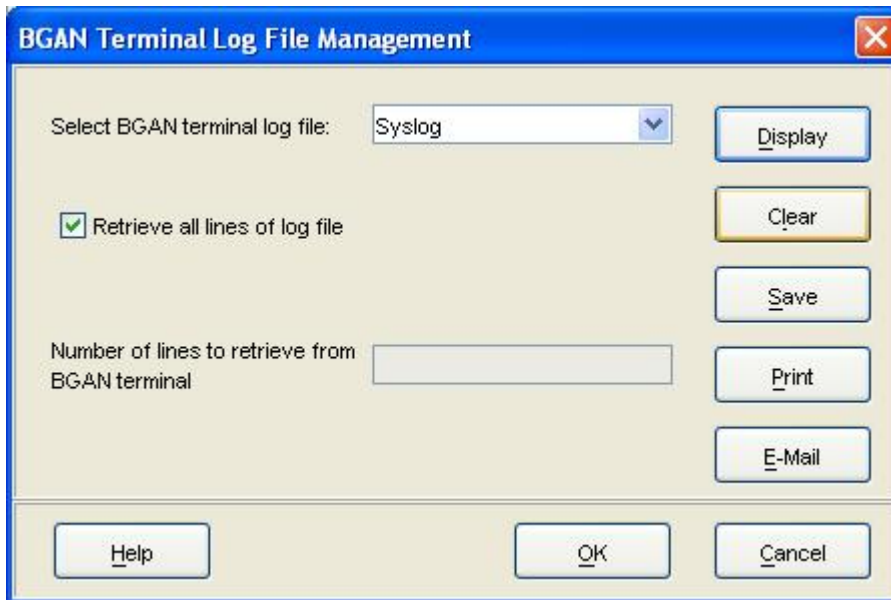 BGAN Terminal Log File Management
Select BGAN terminal log file:
Syslog
Display
Retrieve all lines of log file
Clear
Save
Number of lines to retrieve from
BGAN terminal
Print
E-Mail
Help
OK
Cancel